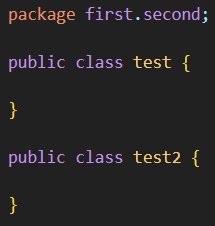 package first.second;
public class test {
}
public class test2 {
}